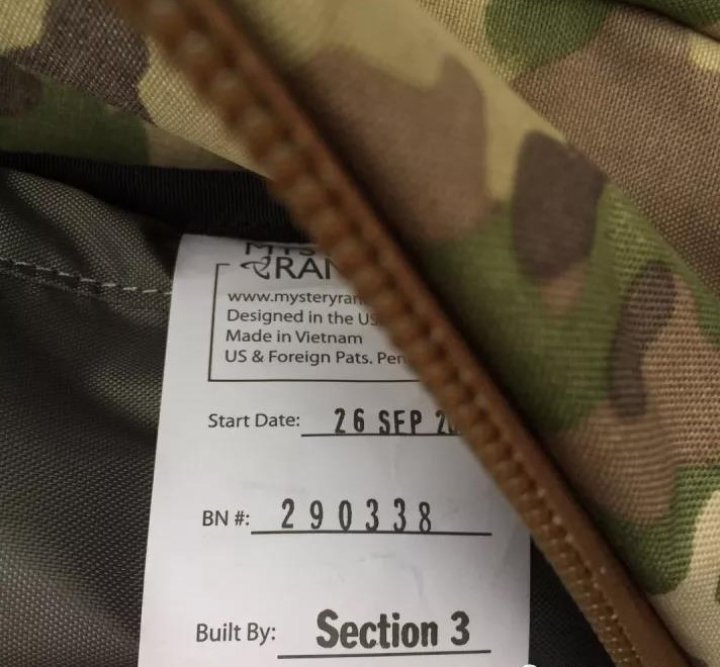 www.mysteryran
Designed in the US
Made in Vietnam
US & Foreign Pats. Pen
Start Date: 26 SEP 2
BN #: 290338
Built By: Section 3